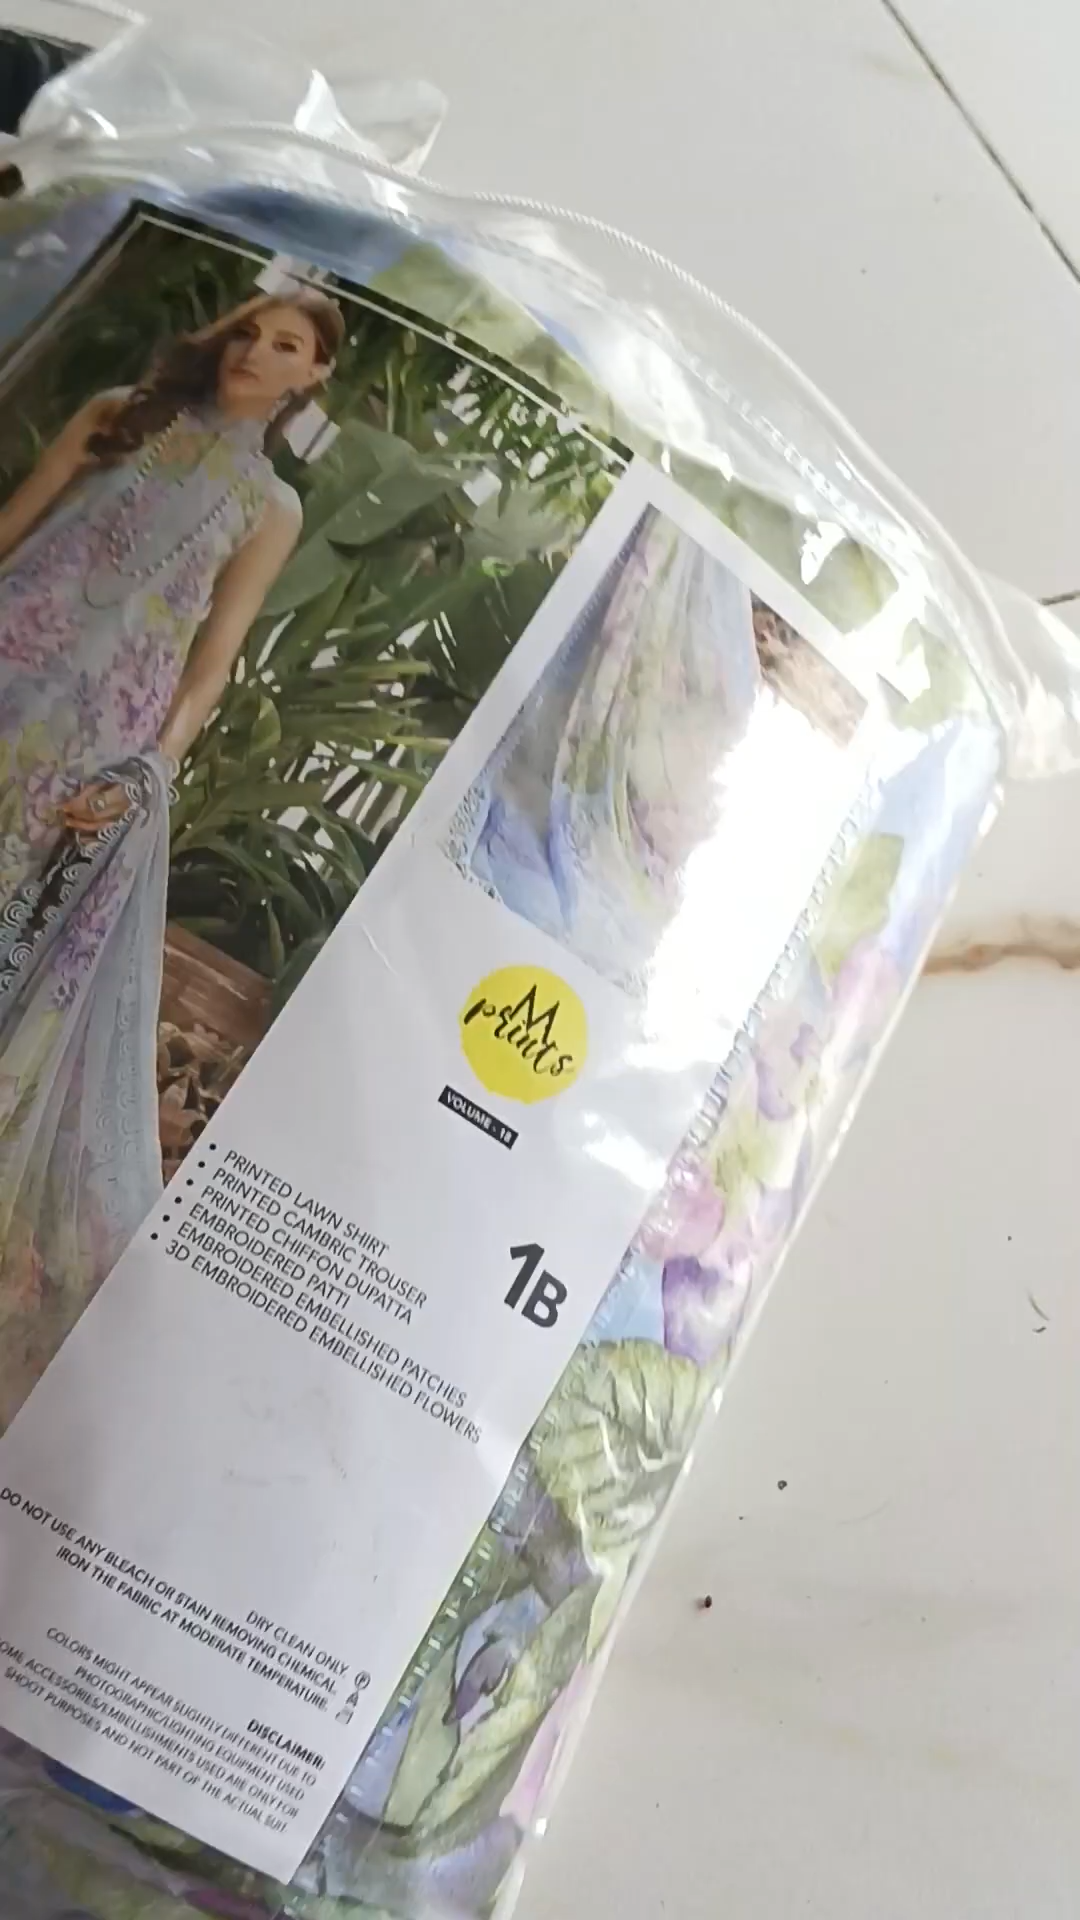 M
prints
VOLUME - 18
• PRINTED LAWN SHIRT
• PRINTED CAMBRIC TROUSER
• PRINTED CHIFFON DUPATTA
• EMBROIDERED PATTI
• EMBROIDERED EMBELLISHED PATCHES
• 3D EMBROIDERED EMBELLISHED FLOWERS
1B
DRY CLEAN ONLY.
DO NOT USE ANY BLEACH OR STAIN REMOVING CHEMICAL.
IRON THE FABRIC AT MODERATE TEMPERATURE.
DISCLAIMER:
COLORS MIGHT APPEAR SLIGHTLY DIFFERENT DUE TO
PHOTOGRAPHIC/LIGHTING EQUIPMENT USED
OME ACCESSORIES/EMBELLISHMENTS USED ARE ONLY FOR
SHOOT PURPOSES AND NOT PART OF THE ACTUAL SUIT.